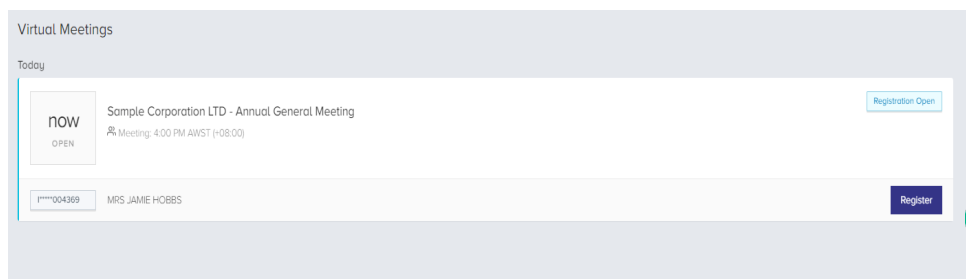 Virtual Meetings
Today
now
OPEN
Sample Corporation LTD - Annual General Meeting
Meeting: 4:00 PM AWST (+08:00)
Registration Open
I*****004369
MRS JAMIE HOBBS
Register